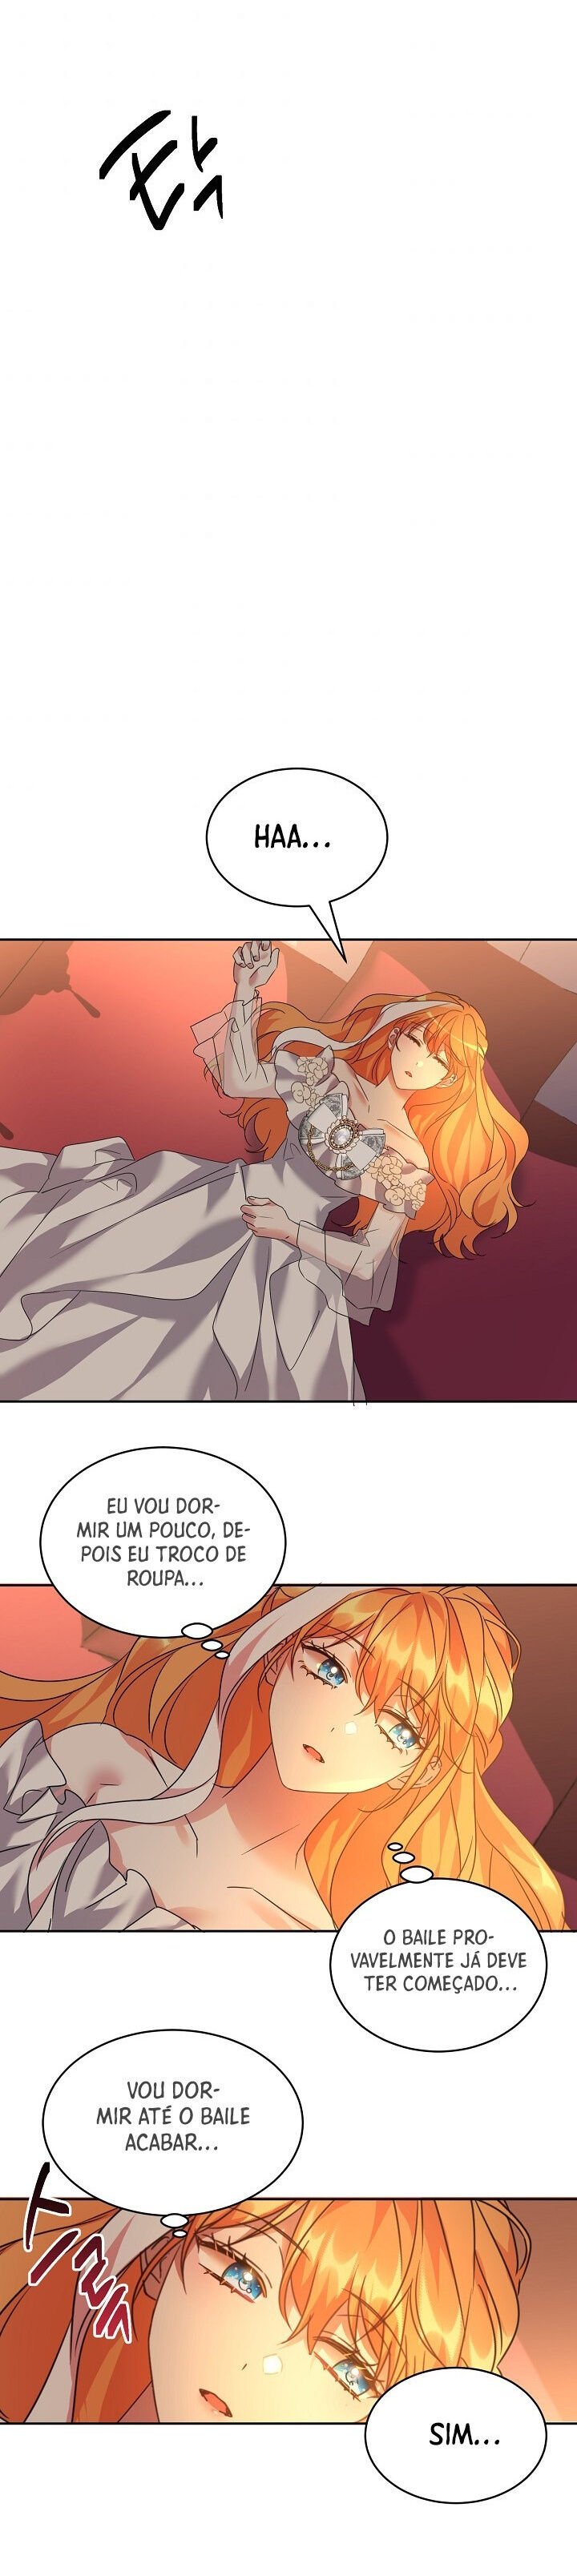 탁
HAA...
EU VOU DOR-
MIR UM POUCO, DE-
POIS EU TROCO DE
ROUPA...
O BAILE PRO-
VAVELMENTE JÁ DEVE
TER COMEÇADO...
VOU DOR-
MIR ATÉ O BAILE
ACABAR...
SIM...